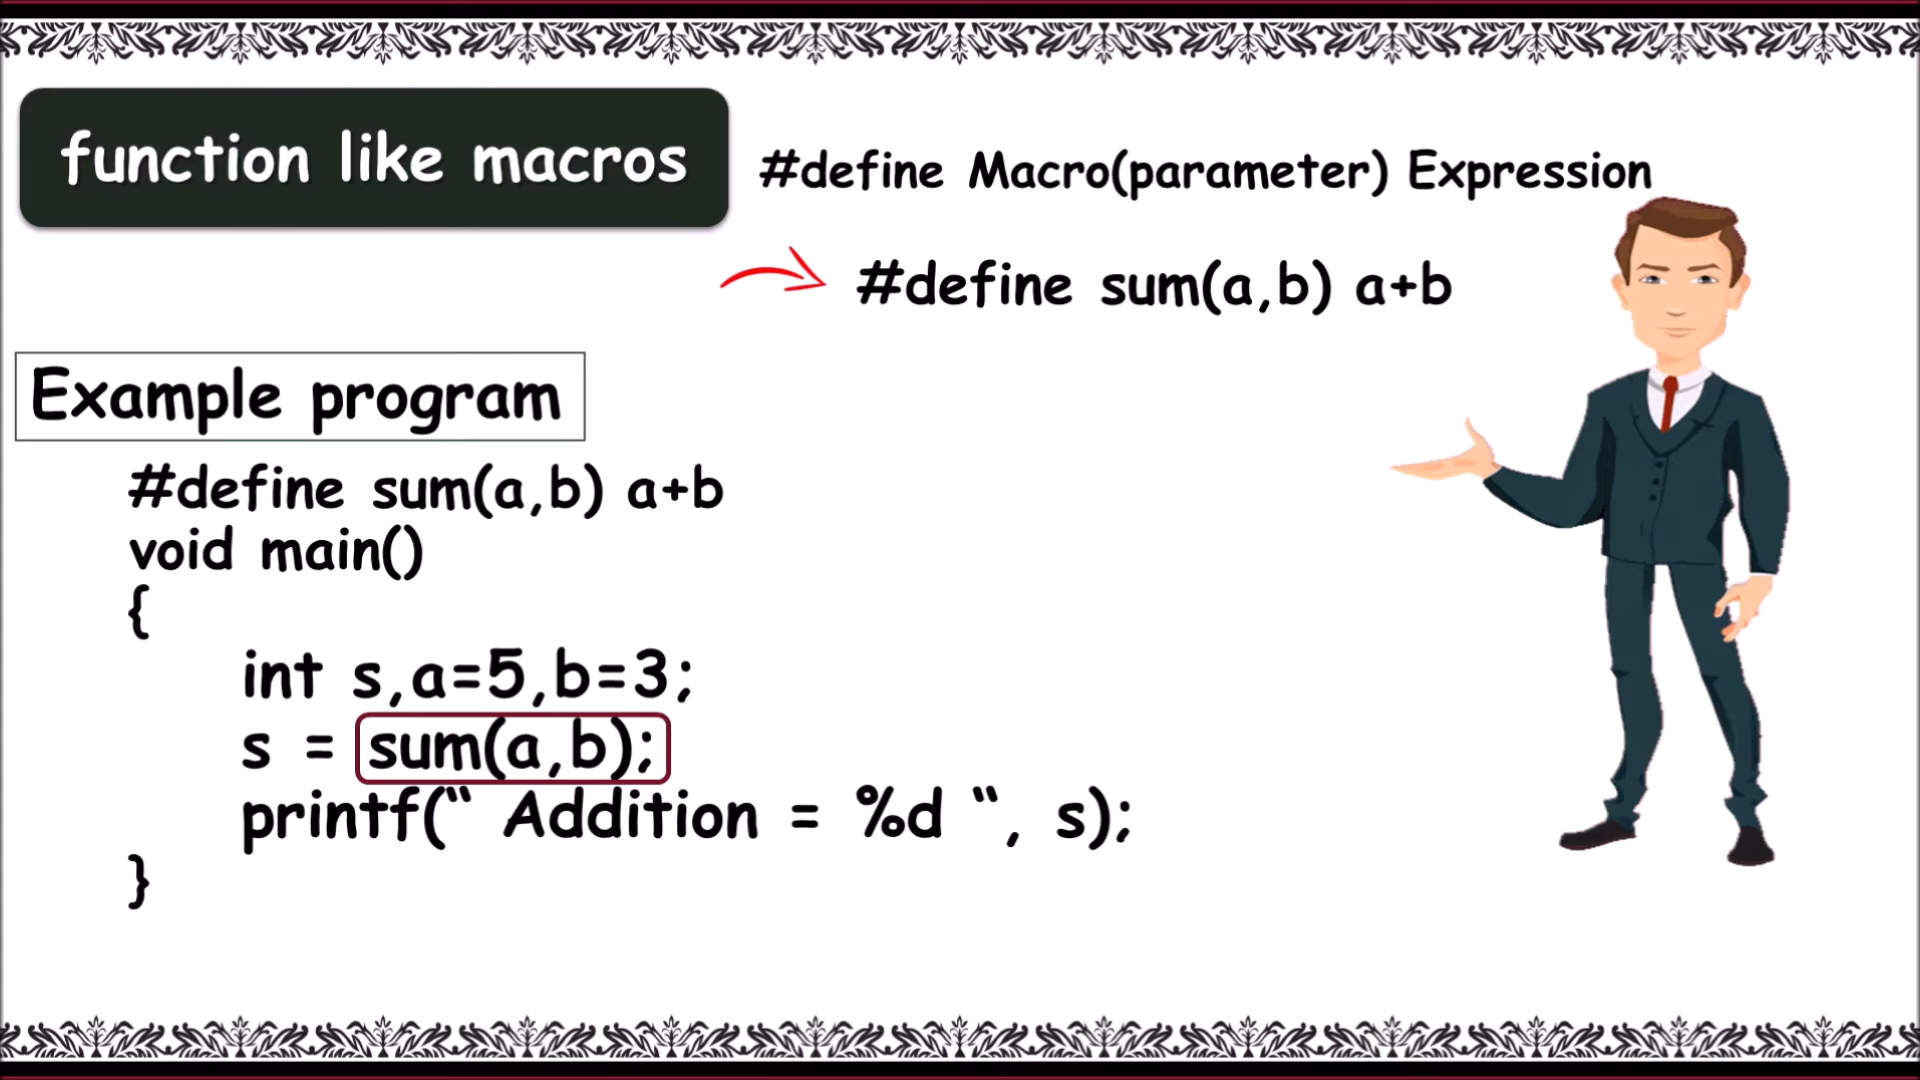 function like macros
#define Macro(parameter) Expression
#define sum(a,b) a+b
Example program
#define sum(a,b) a+b
void main()
{
int s,a=5,b=3;
s = sum(a,b);
printf(“ Addition = %d “, s);
}